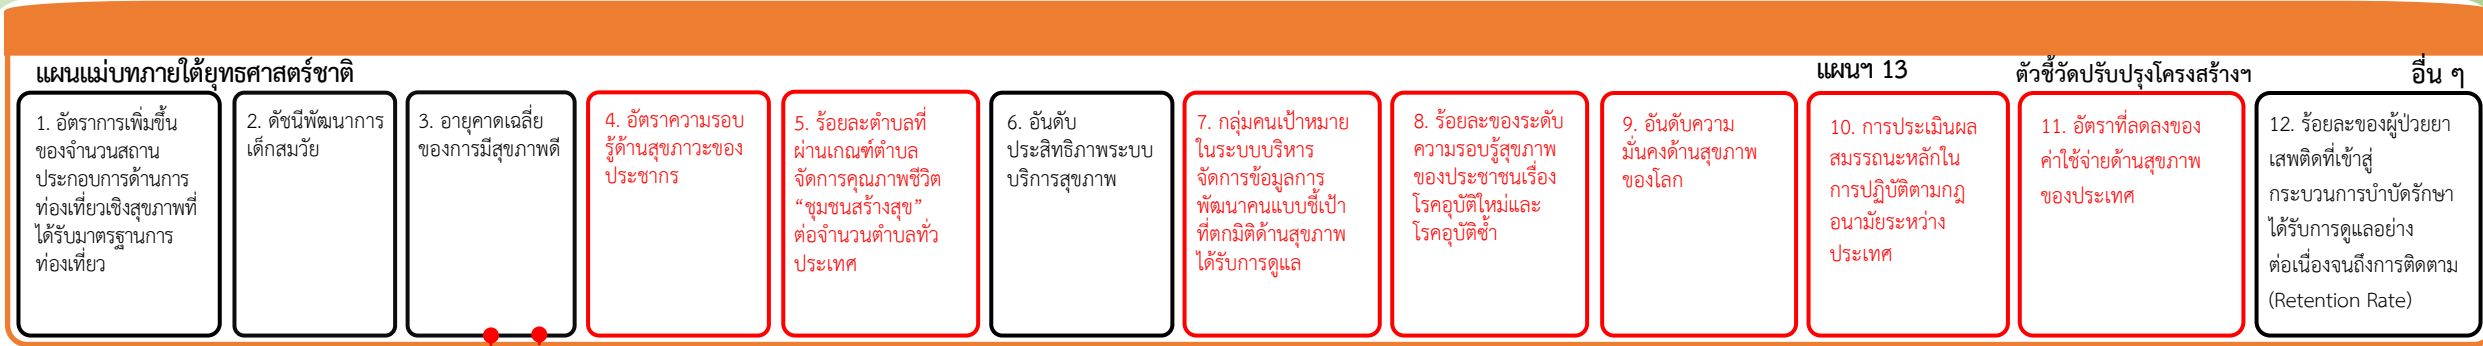 แผนแม่บทภายใต้ยุทธศาสตร์ชาติ
แผนฯ 13
ตัวชี้วัดปรับปรุงโครงสร้างฯ
อื่น ๆ
1. อัตราการเพิ่มขึ้น
ของจำนวนสถาน
ประกอบการด้านการ
ท่องเที่ยวเชิงสุขภาพที่
ได้รับมาตรฐานการ
ท่องเที่ยว
2. ดัชนีพัฒนาการ
เด็กสมวัย
3. อายุคาดเฉลี่ย
ของการมีสุขภาพดี
4. อัตราความรอบ
รู้ด้านสุขภาวะของ
ประชากร
5. ร้อยละตำบลที่
ผ่านเกณฑ์ตำบล
จัดการคุณภาพชีวิต
“ชุมชนสร้างสุข”
ต่อจำนวนตำบลทั่ว
ประเทศ
6. อันดับ
ประสิทธิภาพระบบ
บริการสุขภาพ
7. กลุ่มคนเป้าหมาย
ในระบบบริหาร
จัดการข้อมูลการ
พัฒนาคนแบบชี้เป้า
ที่ตกมิติด้านสุขภาพ
ได้รับการดูแล
8. ร้อยละของระดับ
ความรอบรู้สุขภาพ
ของประชาชนเรื่อง
โรคอุบัติใหม่และ
โรคอุบัติซ้ำ
9. อันดับความ
มั่นคงด้านสุขภาพ
ของโลก
10. การประเมินผล
สมรรถนะหลักใน
การปฏิบัติตามกฎ
อนามัยระหว่าง
ประเทศ
11. อัตราที่ลดลงของ
ค่าใช้จ่ายด้านสุขภาพ
ของประเทศ
12. ร้อยละของผู้ป่วยยา
เสพติดที่เข้าสู่
กระบวนการบำบัดรักษา
ได้รับการดูแลอย่าง
ต่อเนื่องจนถึงการติดตาม
(Retention Rate)